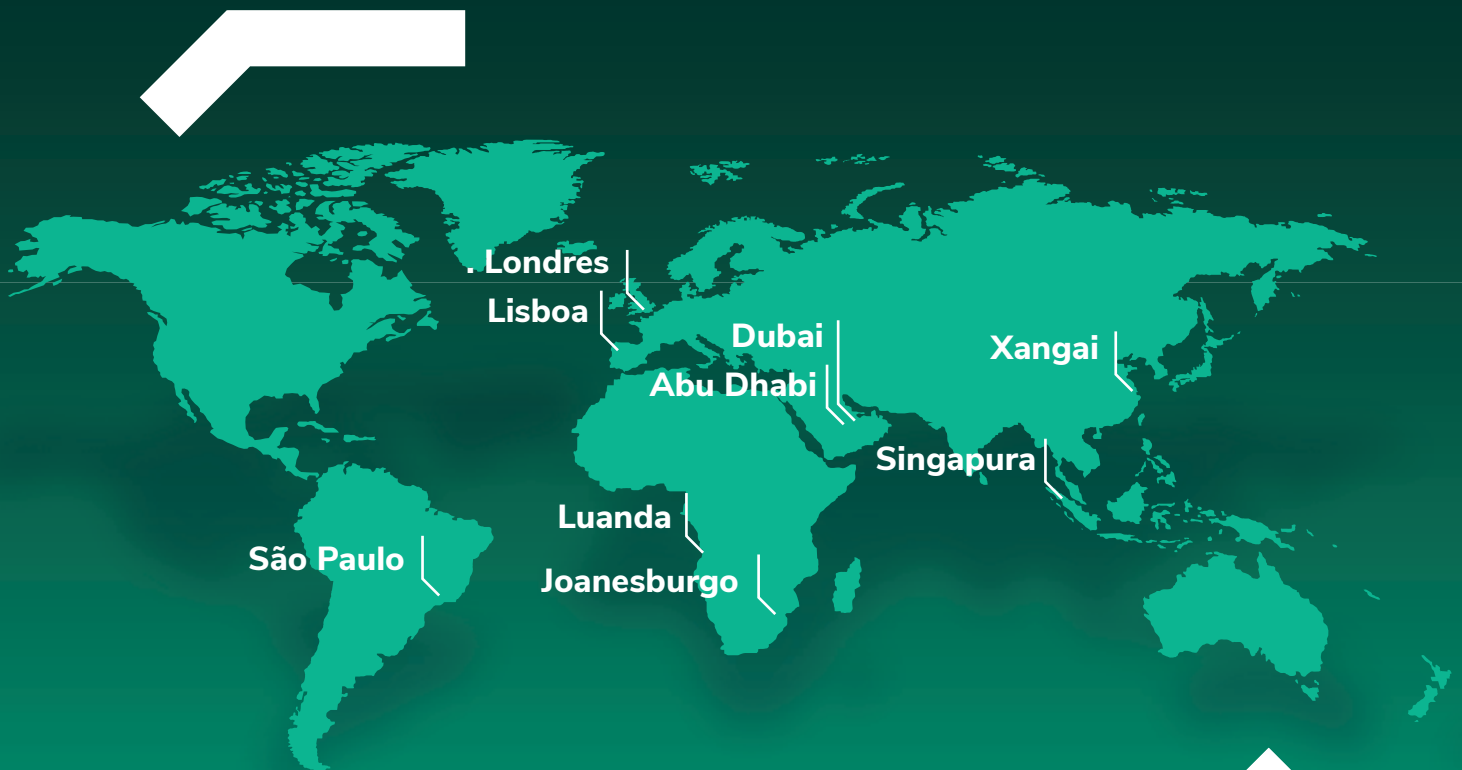 . Londres
Lisboa
Dubai
Xangai
Abu Dhabi
Singapura
Luanda
São Paulo
Joanesburgo